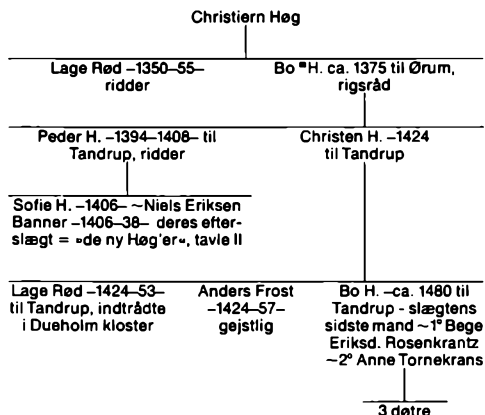 Christiern Høg
Lage Rød –1350–55–
ridder
Bo "H. ca. 1375 til Ørum,
rigsråd
Peder H. –1394–1408– til
Tandrup, ridder
Christen H. –1424
til Tandrup
Sofie H. –1406– ~Niels Eriksen
Banner –1406–38– deres efter-
slægt = »de ny Høg'er«, tavle II
Lage Rød –1424–53–
til Tandrup, indtrådte
i Dueholm kloster
Anders Frost
–1424–57–
gejstlig
Bo H. –ca. 1480 til
Tandrup - slægtens
sidste mand ~1° Bege
Eriksd. Rosenkrantz
~2° Anne Tornekrans
3 døtre